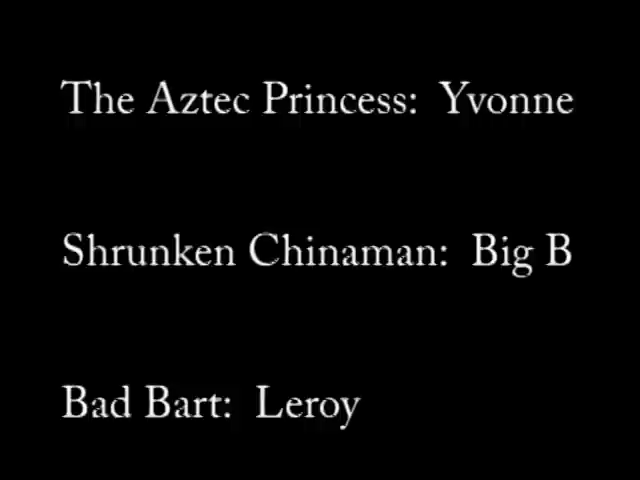 The Aztec Princess: Yvonne
Shrunken Chinaman: Big B
Bad Bart: Leroy